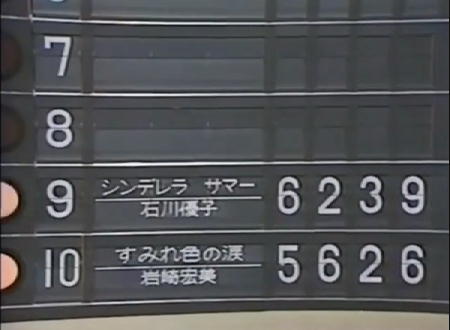 7
8
9 シンデレラ サマー 6239
石川優子
10 すみれ色の涙 5626
岩崎宏美